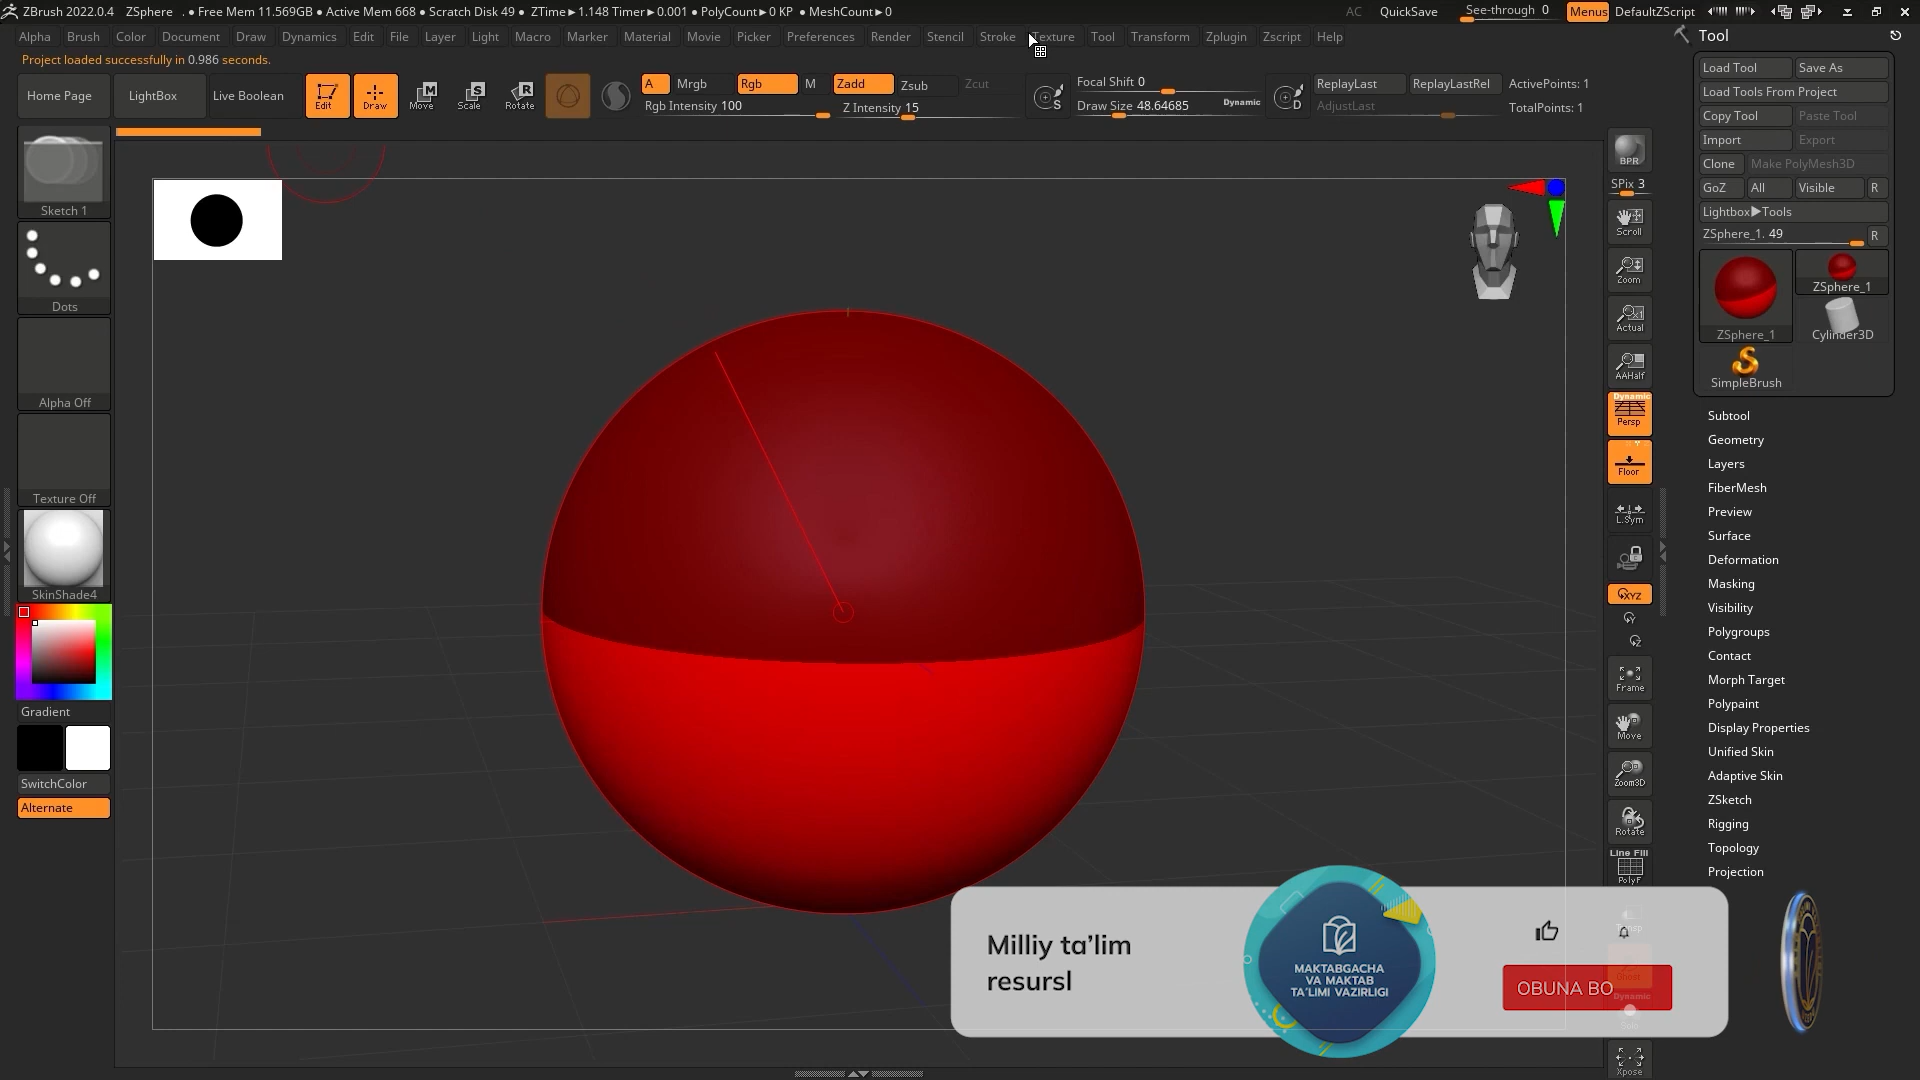 ZBrush 2022.0.4 ZSphere . ● Free Mem 11.569GB ● Active Mem 668 ● Scratch Disk 49 ● ZTime►1.148 Timer►0.001 ● PolyCount►0 KP ● MeshCount►0 AC QuickSave See-through 0 Menus DefaultZScript
Alpha Brush Color Document Draw Dynamics Edit File Layer Light Macro Marker Material Movie Picker Preferences Render Stencil Stroke Texture Tool Transform Zplugin Zscript Help
Project loaded successfully in 0.986 seconds.
Home Page LightBox Live Boolean Edit Draw Move Scale Rotate
A Mrgb Rgb M Zadd Zsub Zcut
Rgb Intensity 100 Z Intensity 15
S Focal Shift 0
Draw Size 48.64685 Dynamic
D ReplayLast ReplayLastRel ActivePoints: 1
AdjustLast TotalPoints: 1
Sketch 1
Dots
Alpha Off
Texture Off
SkinShade4
Gradient
SwitchColor
Alternate
BPR
SPix 3
Scroll
Zoom
Actual
AAHalf
Dynamic
Persp
Floor
L.Sym
XYZ
Y
Z
Frame
Move
Zoom3D
Rotate
Line Fill
PolyF
Transp
Dynamic
Solo
Xpose
Tool
Load Tool Save As
Load Tools From Project
Copy Tool Paste Tool
Import Export
Clone Make PolyMesh3D
GoZ All Visible R
Lightbox►Tools
ZSphere_1. 49 R
ZSphere_1 ZSphere_1
Cylinder3D
SimpleBrush
Subtool
Geometry
Layers
FiberMesh
Preview
Surface
Deformation
Masking
Visibility
Polygroups
Contact
Morph Target
Polypaint
Display Properties
Unified Skin
Adaptive Skin
ZSketch
Rigging
Topology
Projection
Milliy ta’lim
resursl
MAKTABGACHA
VA MAKTAB
TA’LIMI VAZIRLIGI
OBUNA BO